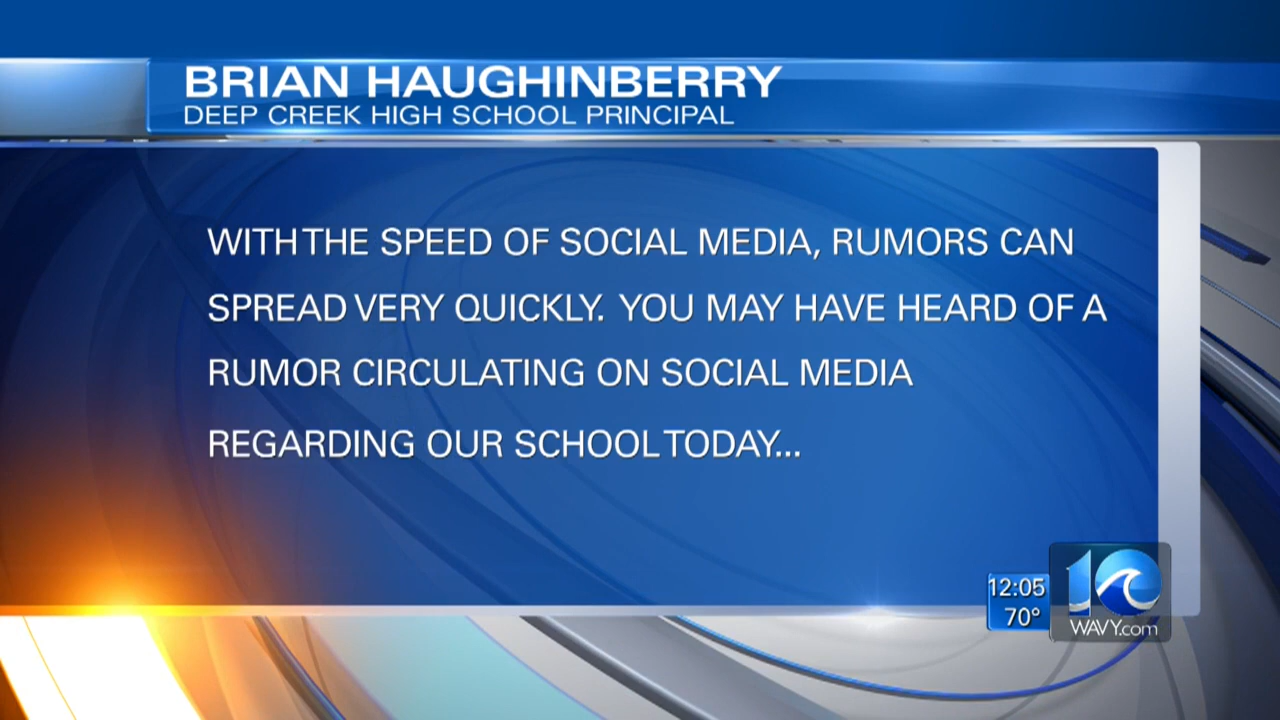 BRIAN HAUGHINBERRY
DEEP CREEK HIGH SCHOOL PRINCIPAL
WITH THE SPEED OF SOCIAL MEDIA, RUMORS CAN
SPREAD VERY QUICKLY. YOU MAY HAVE HEARD OF A
RUMOR CIRCULATING ON SOCIAL MEDIA
REGARDING OUR SCHOOL TODAY...
12:05
70°
10
WAVY.com